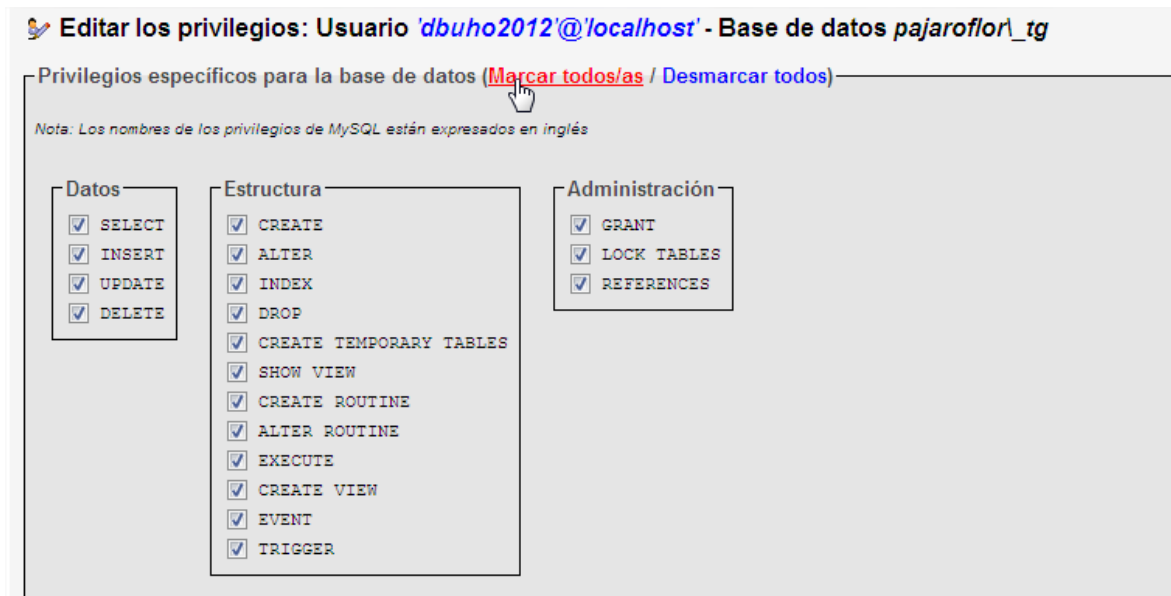 Editar los privilegios: Usuario 'dbuho2012'@'localhost' - Base de datos pajaroflor\_tg
Privilegios específicos para la base de datos (Marcar todos/as / Desmarcar todos)
Nota: Los nombres de los privilegios de MySQL están expresados en inglés
Datos
SELECT
INSERT
UPDATE
DELETE
Estructura
CREATE
ALTER
INDEX
DROP
CREATE TEMPORARY TABLES
SHOW VIEW
CREATE ROUTINE
ALTER ROUTINE
EXECUTE
CREATE VIEW
EVENT
TRIGGER
Administración
GRANT
LOCK TABLES
REFERENCES